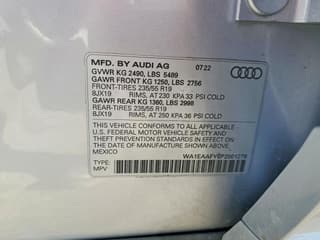 MFD. BY AUDI AG 07/22
GVWR KG 2490, LBS 5489
GAWR FRONT KG 1250, LBS 2756
FRONT-TIRES 235/55 R19
8JX19 RIMS, AT 230 KPA 33 PSI COLD
GAWR REAR KG 1360, LBS 2998
REAR-TIRES 235/55 R19
8JX19 RIMS, AT 250 KPA 36 PSI COLD
THIS VEHICLE CONFORMS TO ALL APPLICABLE
U.S. FEDERAL MOTOR VEHICLE SAFETY AND
THEFT PREVENTION STANDARDS IN EFFECT ON THE
DATE OF MANUFACTURE SHOWN ABOVE,
MEXICO
TYPE:
MPV